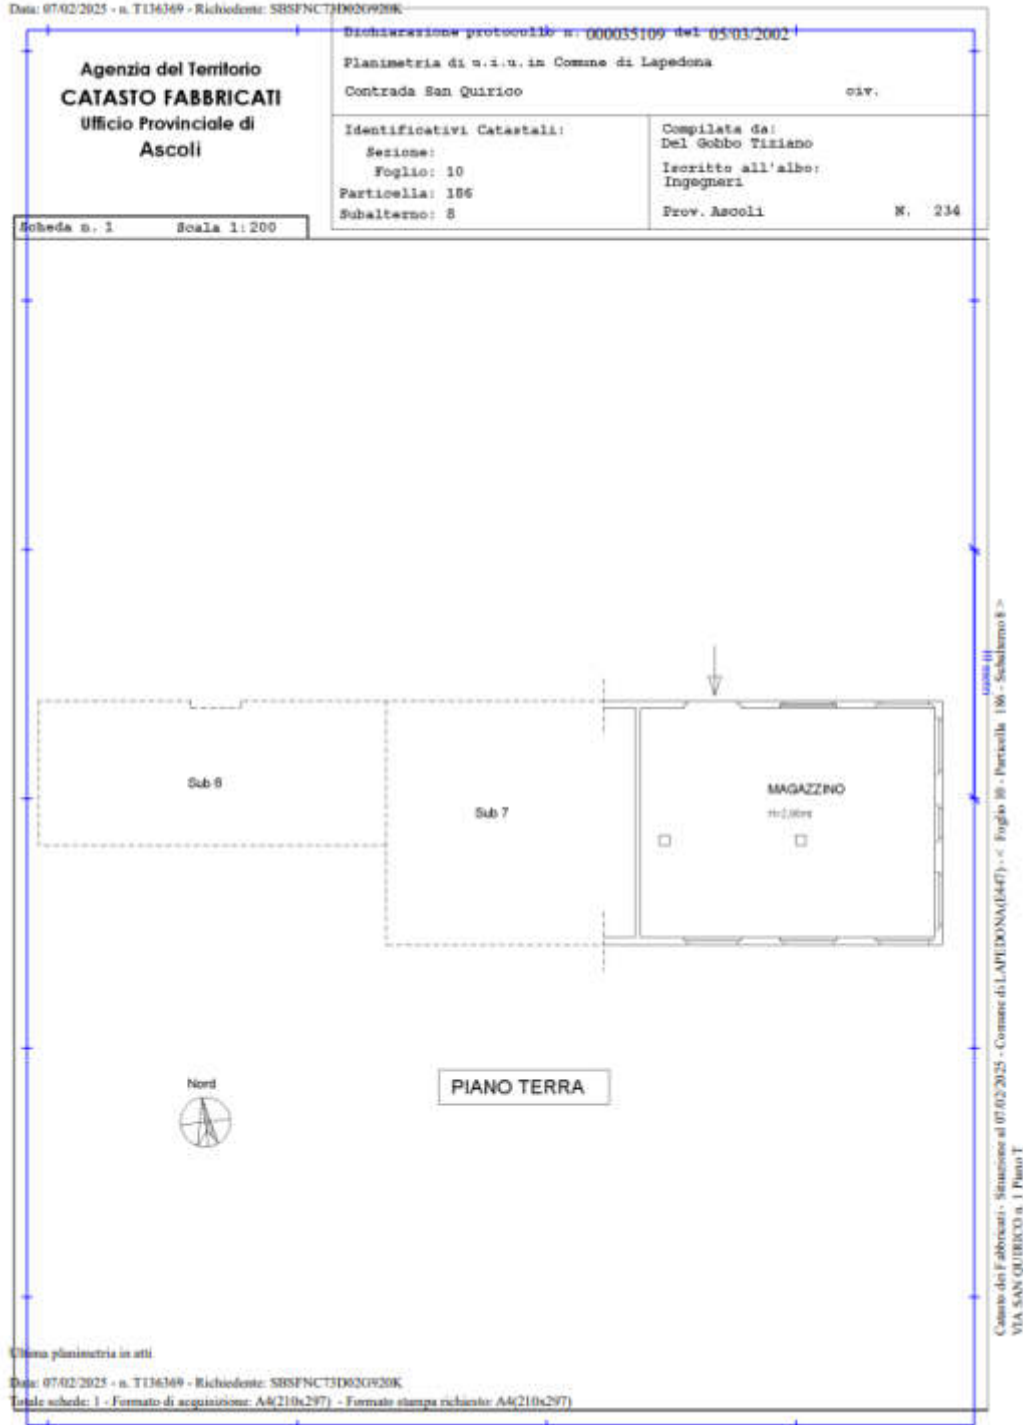 Data: 07/02/2025 - n. T136369 - Richiedente: SBSFNC73D02G920K
Agenzia del Territorio
CATASTO FABBRICATI
Ufficio Provinciale di
Ascoli
Dichiarazione protocollo n. 000035109 del 05/03/2002
Planimetria di u.i.u. in Comune di Lapedona
Contrada San Quirico civ.
Identificativi Catastali:
Sezione:
Foglio: 10
Particella: 186
Subalterno: 8
Compilata da:
Del Gobbo Tiziano
Iscritto all'albo:
Ingegneri
Prov. Ascoli N. 234
Scheda n. 1 Scala 1:200
Sub 6
Sub 7
MAGAZZINO
Nord
PIANO TERRA
Ultima planimetria in atti
Data: 07/02/2025 - n. T136369 - Richiedente: SBSFNC73D02G920K
Totale schede: 1 - Formato di acquisizione: A4(210x297) - Formato stampa richiesto: A4(210x297)
Catasto dei Fabbricati - Situazione al 07/02/2025 - Comune di LAPEDONA(E447) - < Foglio 10 - Particella 186 - Subalterno 8 >
VIA SAN QUIRICO n. 1 Piano T